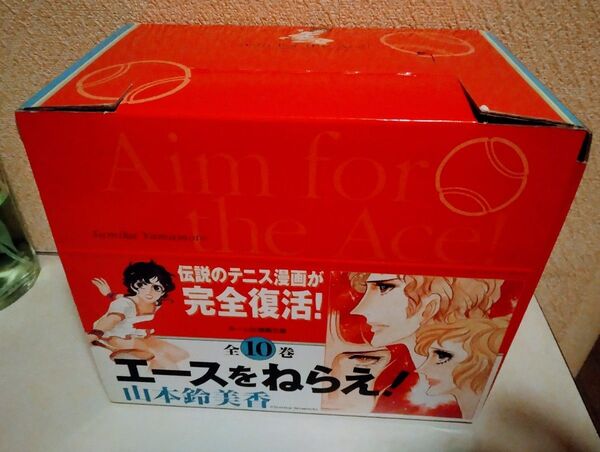 Aim for
the Ace!
Sumika Yamamoto
伝説のテニス漫画が
完全復活!
全10巻
エースをねらえ!
山本鈴美香